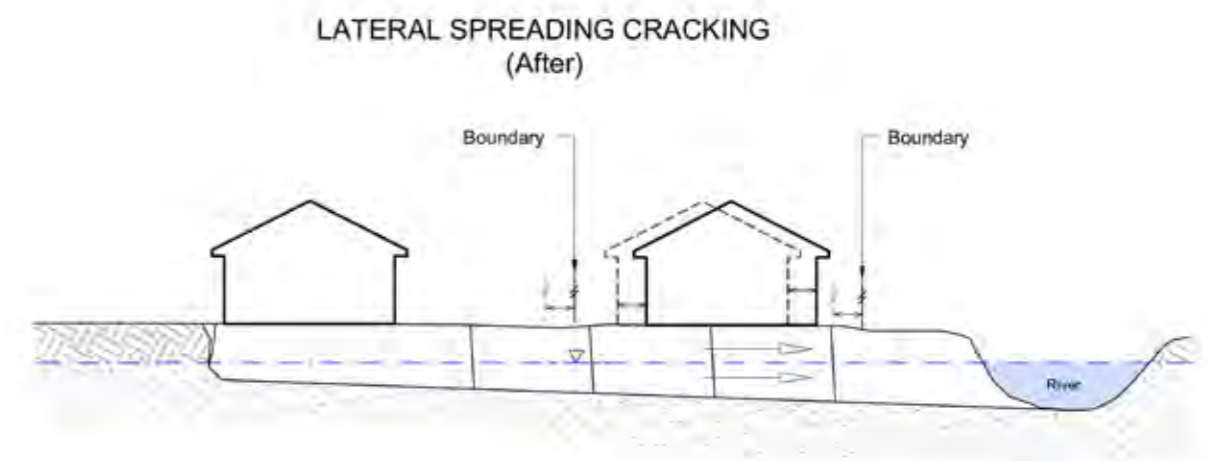 LATERAL SPREADING CRACKING
(After)
Boundary
Boundary
River